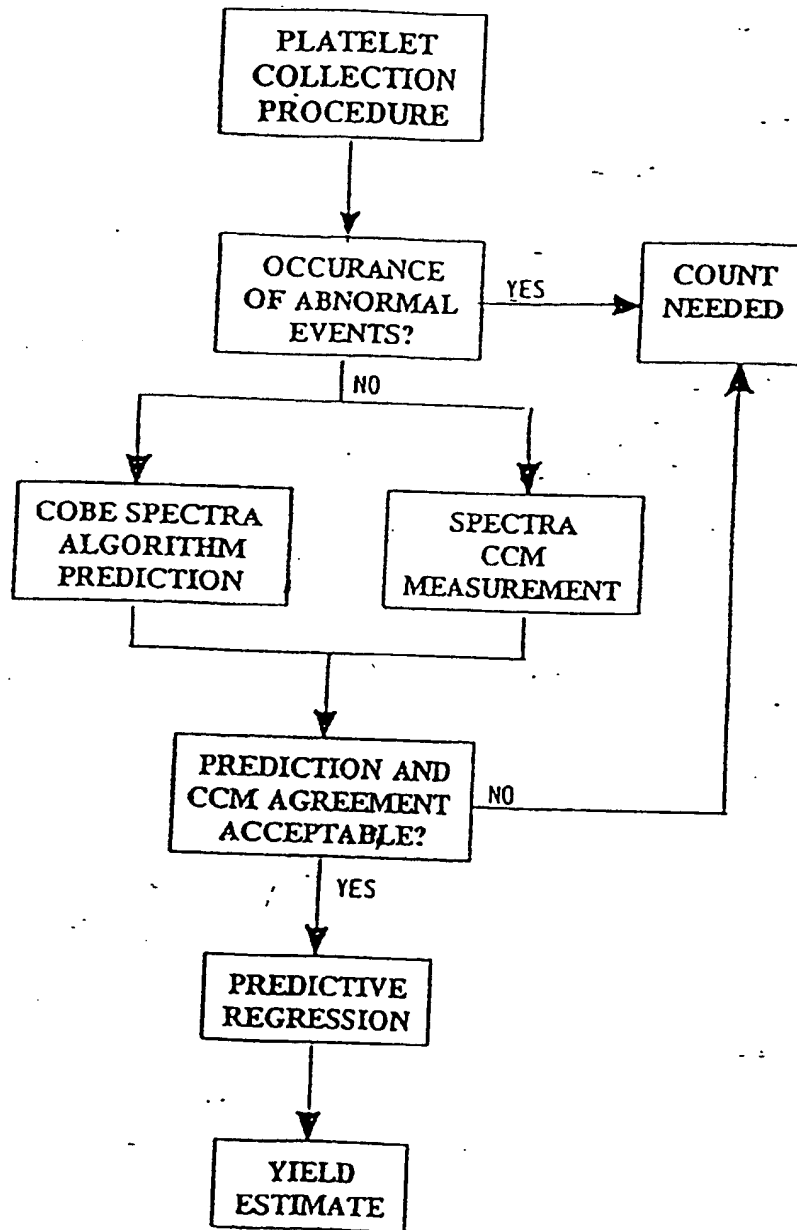 PLATELET
COLLECTION
PROCEDURE
OCCURANCE
OF ABNORMAL
EVENTS?
YES
COUNT
NEEDED
NO
COBE SPECTRA
ALGORITHM
PREDICTION
SPECTRA
CCM
MEASUREMENT
PREDICTION AND
CCM AGREEMENT
ACCEPTABLE?
NO
YES
PREDICTIVE
REGRESSION
YIELD
ESTIMATE